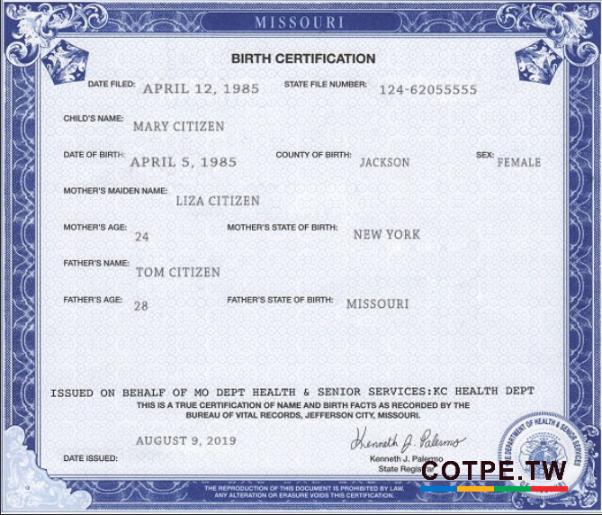 MISSOURI
BIRTH CERTIFICATION
DATE FILED: APRIL 12, 1985 STATE FILE NUMBER: 124-62055555
CHILD'S NAME: MARY CITIZEN
DATE OF BIRTH: APRIL 5, 1985 COUNTY OF BIRTH: JACKSON SEX: FEMALE
MOTHER'S MAIDEN NAME: LIZA CITIZEN
MOTHER'S AGE: 24 MOTHER'S STATE OF BIRTH: NEW YORK
FATHER'S NAME: TOM CITIZEN
FATHER'S AGE: 28 FATHER'S STATE OF BIRTH: MISSOURI
ISSUED ON BEHALF OF MO DEPT HEALTH & SENIOR SERVICES:KC HEALTH DEPT
THIS IS A TRUE CERTIFICATION OF NAME AND BIRTH FACTS AS RECORDED BY THE
BUREAU OF VITAL RECORDS, JEFFERSON CITY, MISSOURI.
AUGUST 9, 2019 Kenneth J. Palermo
DATE ISSUED: Kenneth J. Palermo
State
DEPARTMENT OF HEALTH & SENIOR SERVICES
COTPE.TW
THE REPRODUCTION OF THIS DOCUMENT IS PROHIBITED BY LAW.
ANY ALTERATION OR ERASURE VOIDS THIS CERTIFICATION.